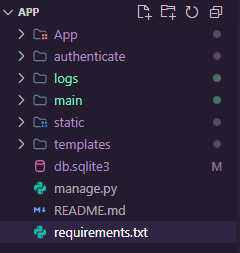 APP
App
authenticate
logs
main
static
templates
db.sqlite3 M
manage.py
README.md
requirements.txt